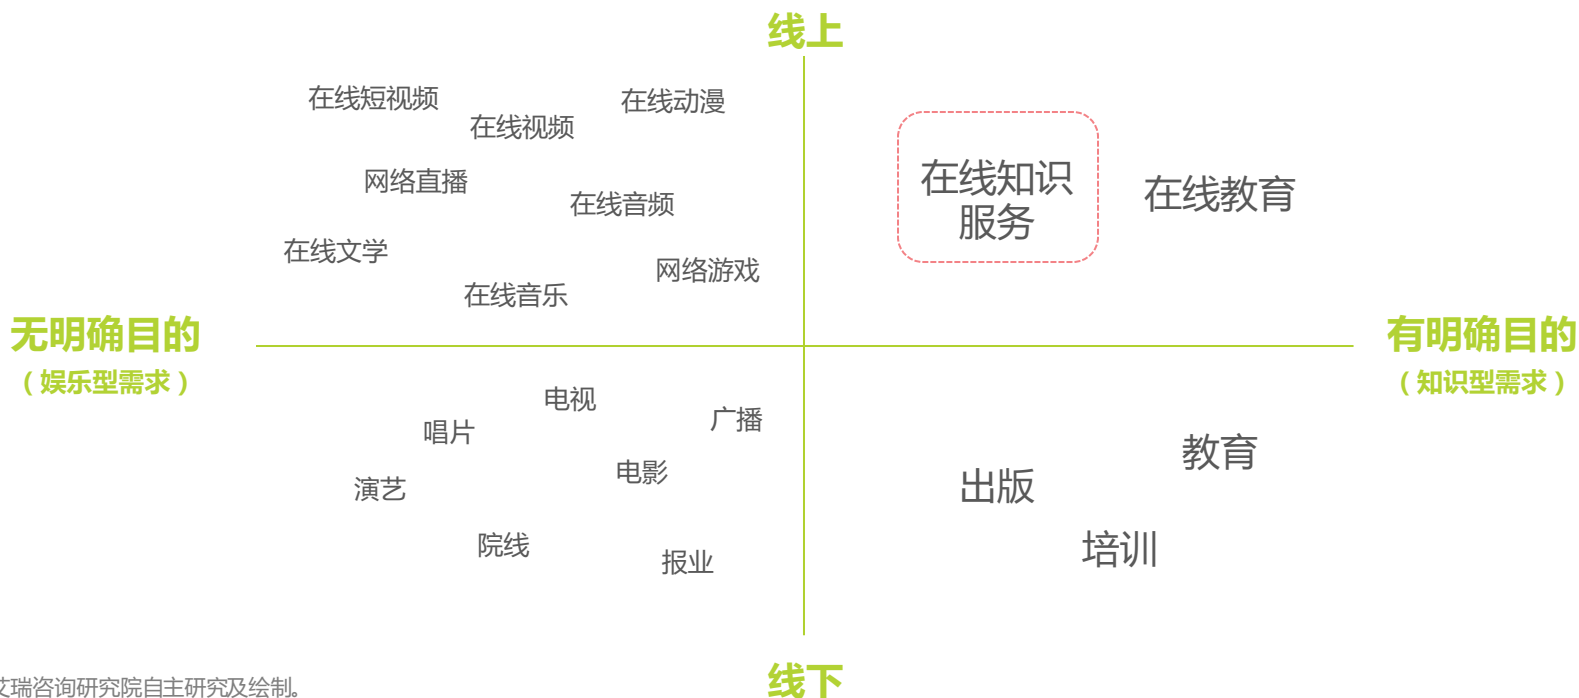 线上
在线短视频
在线动漫
在线视频
网络直播
在线音频
在线文学
网络游戏
在线音乐
在线知识
服务
在线教育
无明确目的
（娱乐型需求）
有明确目的
（知识型需求）
电视
广播
唱片
电影
演艺
院线
报业
教育
出版
培训
线下
艾瑞咨询研究院自主研究及绘制。